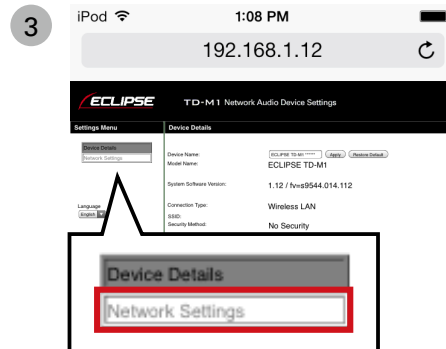 3
iPod 1:08 PM
192.168.1.12
ECLIPSE TD-M1 Network Audio Device Settings
Settings Menu Device Details
Device Details
Network Settings
Device Name: ECLIPSE TD-M1 ****** Apply Restore Default
Model Name: ECLIPSE TD-M1
System Software Version: 1.12 / fv=s9544.014.112
Language
English
Connection Type: Wireless LAN
SSID:
Security Method: No Security
Device Details
Network Settings